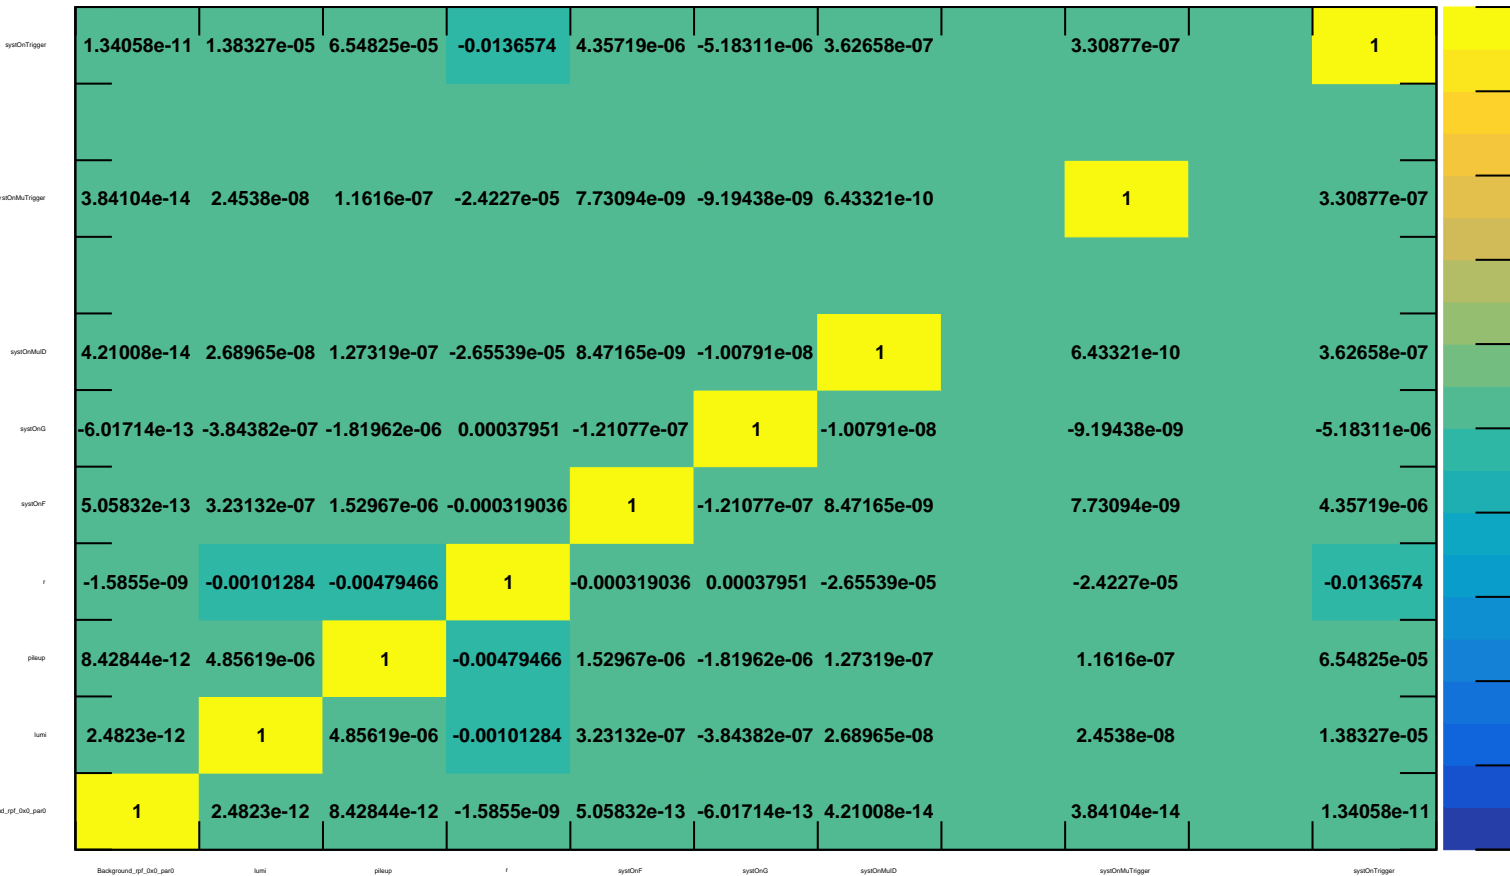 systOnTrigger 1.34058e-11 1.38327e-05 6.54825e-05 -0.0136574 4.35719e-06 -5.18311e-06 3.62658e-07 3.30877e-07 1
stOnMuTrigger 3.84104e-14 2.4538e-08 1.1616e-07 -2.4227e-05 7.73094e-09 -9.19438e-09 6.43321e-10 1 3.30877e-07
systOnMuID 4.21008e-14 2.68965e-08 1.27319e-07 -2.65539e-05 8.47165e-09 -1.00791e-08 1 6.43321e-10 3.62658e-07
systOnG -6.01714e-13 -3.84382e-07 -1.81962e-06 0.00037951 -1.21077e-07 1 -1.00791e-08 -9.19438e-09 -5.18311e-06
systOnF 5.05832e-13 3.23132e-07 1.52967e-06 -0.000319036 1 -1.21077e-07 8.47165e-09 7.73094e-09 4.35719e-06
r -1.5855e-09 -0.00101284 -0.00479466 1 -0.000319036 0.00037951 -2.65539e-05 -2.4227e-05 -0.0136574
pileup 8.42844e-12 4.85619e-06 1 -0.00479466 1.52967e-06 -1.81962e-06 1.27319e-07 1.1616e-07 6.54825e-05
lumi 2.4823e-12 1 4.85619e-06 -0.00101284 3.23132e-07 -3.84382e-07 2.68965e-08 2.4538e-08 1.38327e-05
d_rpf_0x0_par0 1 2.4823e-12 8.42844e-12 -1.5855e-09 5.05832e-13 -6.01714e-13 4.21008e-14 3.84104e-14 1.34058e-11
Background_rpf_0x0_par0 lumi pileup r systOnF systOnG systOnMuID systOnMuTrigger systOnTrigger